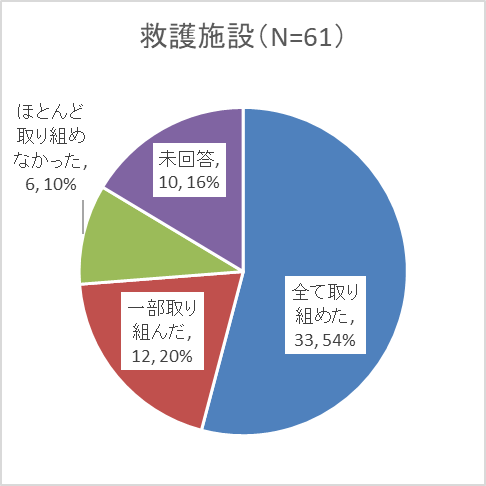 救護施設（N=61）
ほとんど
取り組め
なかった,
6, 10%
未回答,
10, 16%
全て取り
組めた,
33, 54%
一部取り
組んだ,
12, 20%